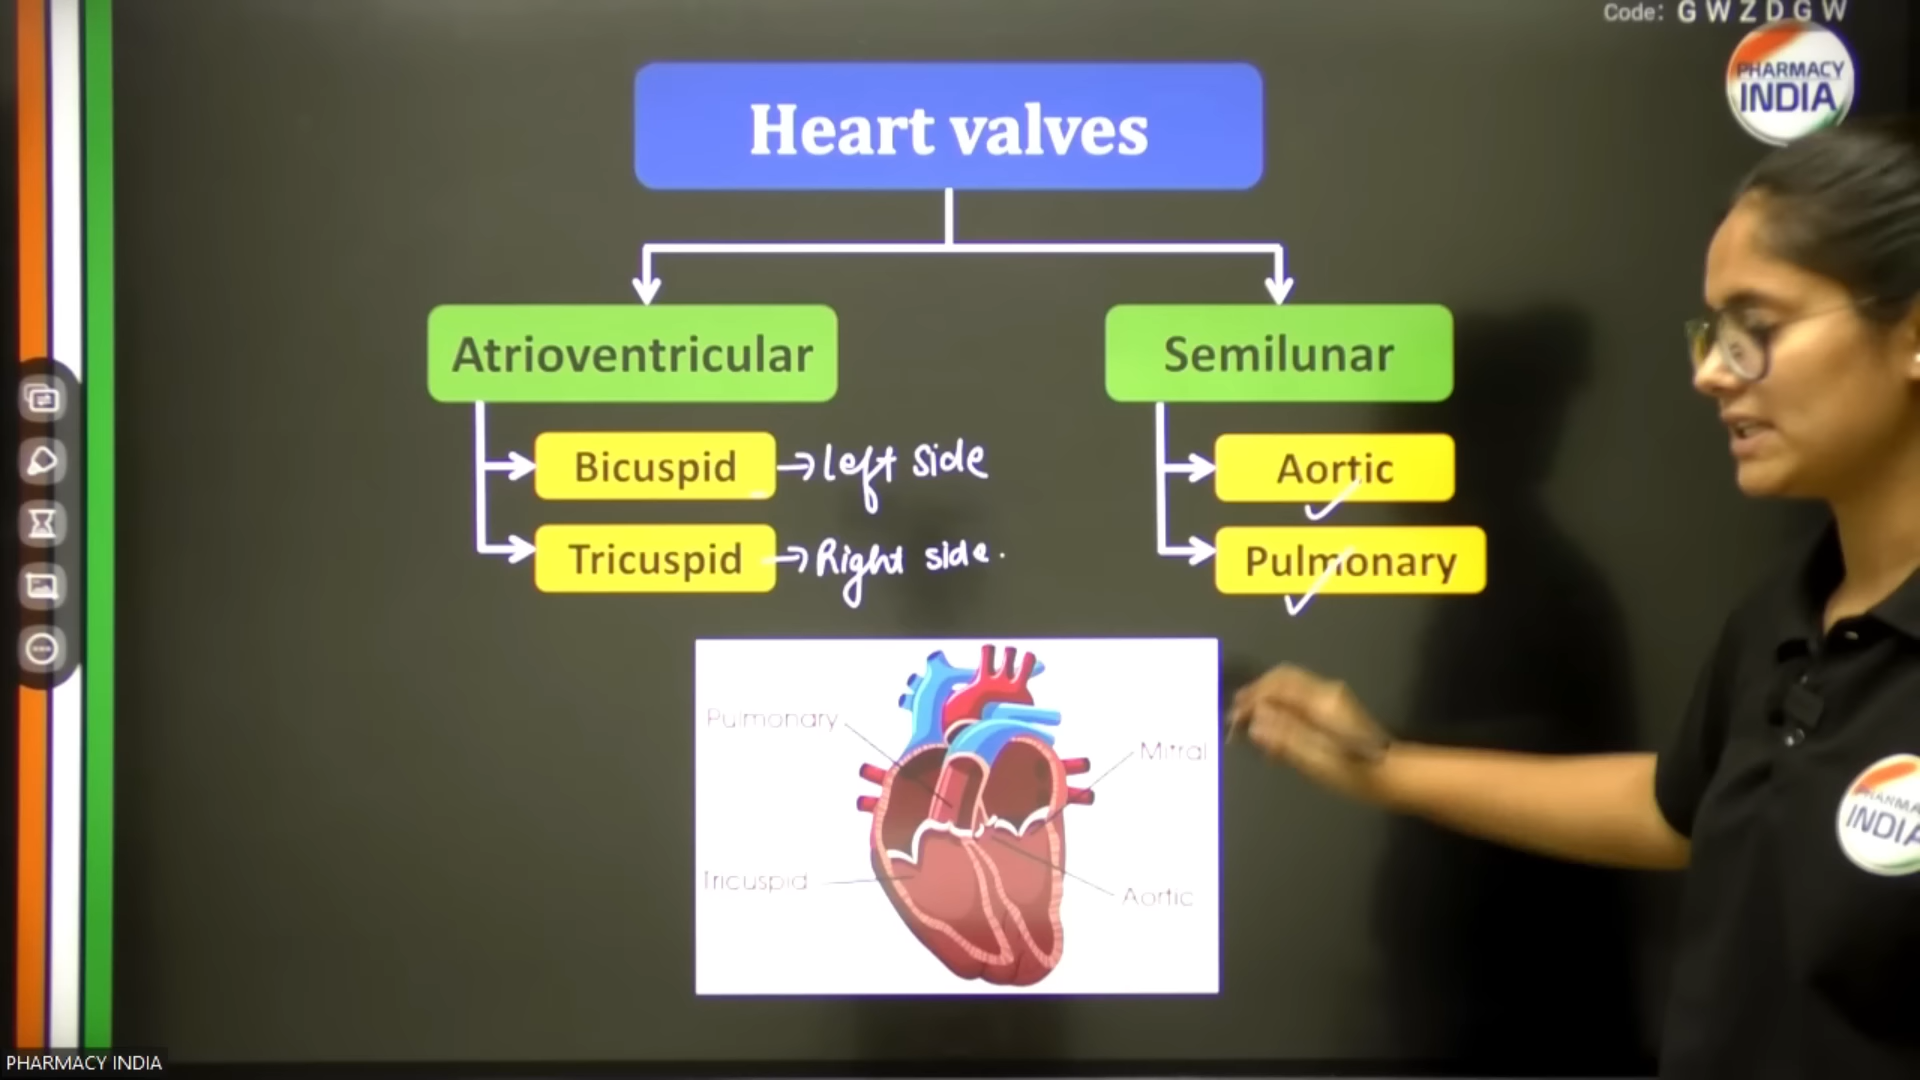 Code: G W Z D G W
PHARMACY
INDIA
Heart valves
Atrioventricular
Semilunar
Bicuspid → left side
Aortic
Tricuspid → Right side.
Pulmonary
Pulmonary
Mitral
Tricuspid
Aortic
PHARMA
INDIA
PHARMACY INDIA